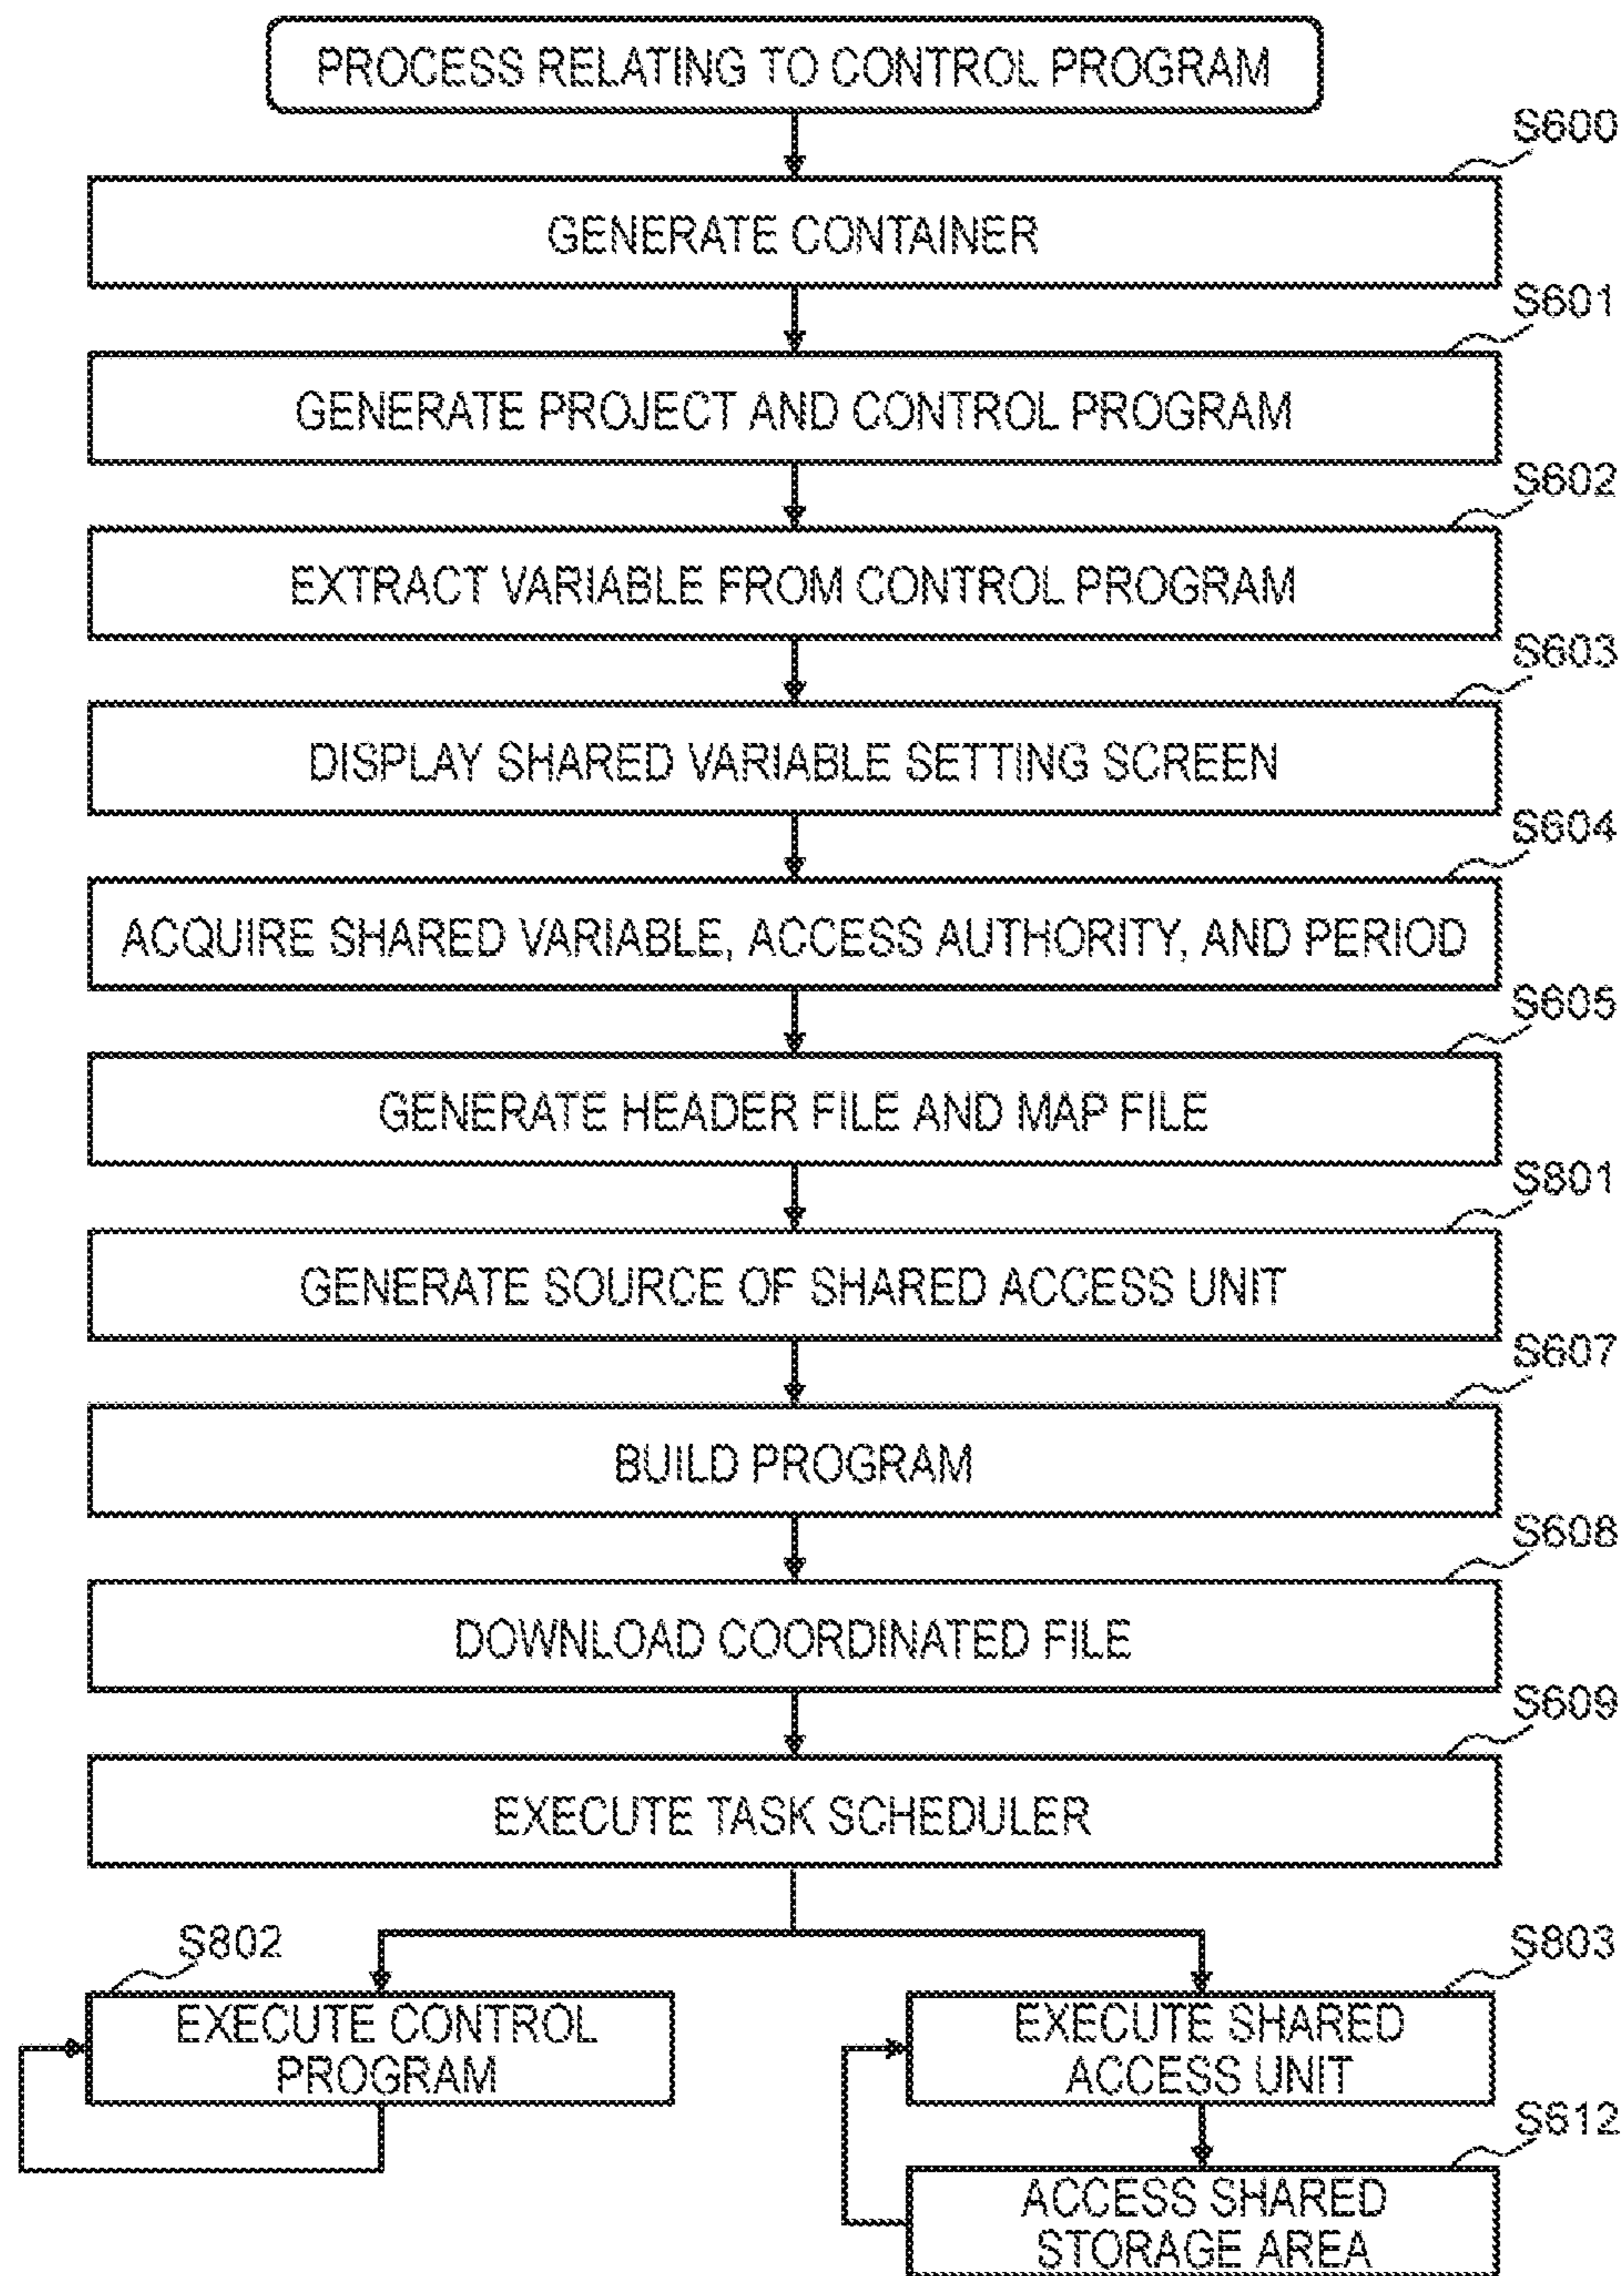 PROCESS RELATING TO CONTROL PROGRAM
S600
GENERATE CONTAINER
S601
GENERATE PROJECT AND CONTROL PROGRAM
S602
EXTRACT VARIABLE FROM CONTROL PROGRAM
S603
DISPLAY SHARED VARIABLE SETTING SCREEN
S604
ACQUIRE SHARED VARIABLE, ACCESS AUTHORITY, AND PERIOD
S605
GENERATE HEADER FILE AND MAP FILE
S801
GENERATE SOURCE OF SHARED ACCESS UNIT
S607
BUILD PROGRAM
S608
DOWNLOAD COORDINATED FILE
S609
EXECUTE TASK SCHEDULER
S802
EXECUTE CONTROL
PROGRAM
S803
EXECUTE SHARED
ACCESS UNIT
S612
ACCESS SHARED
STORAGE AREA